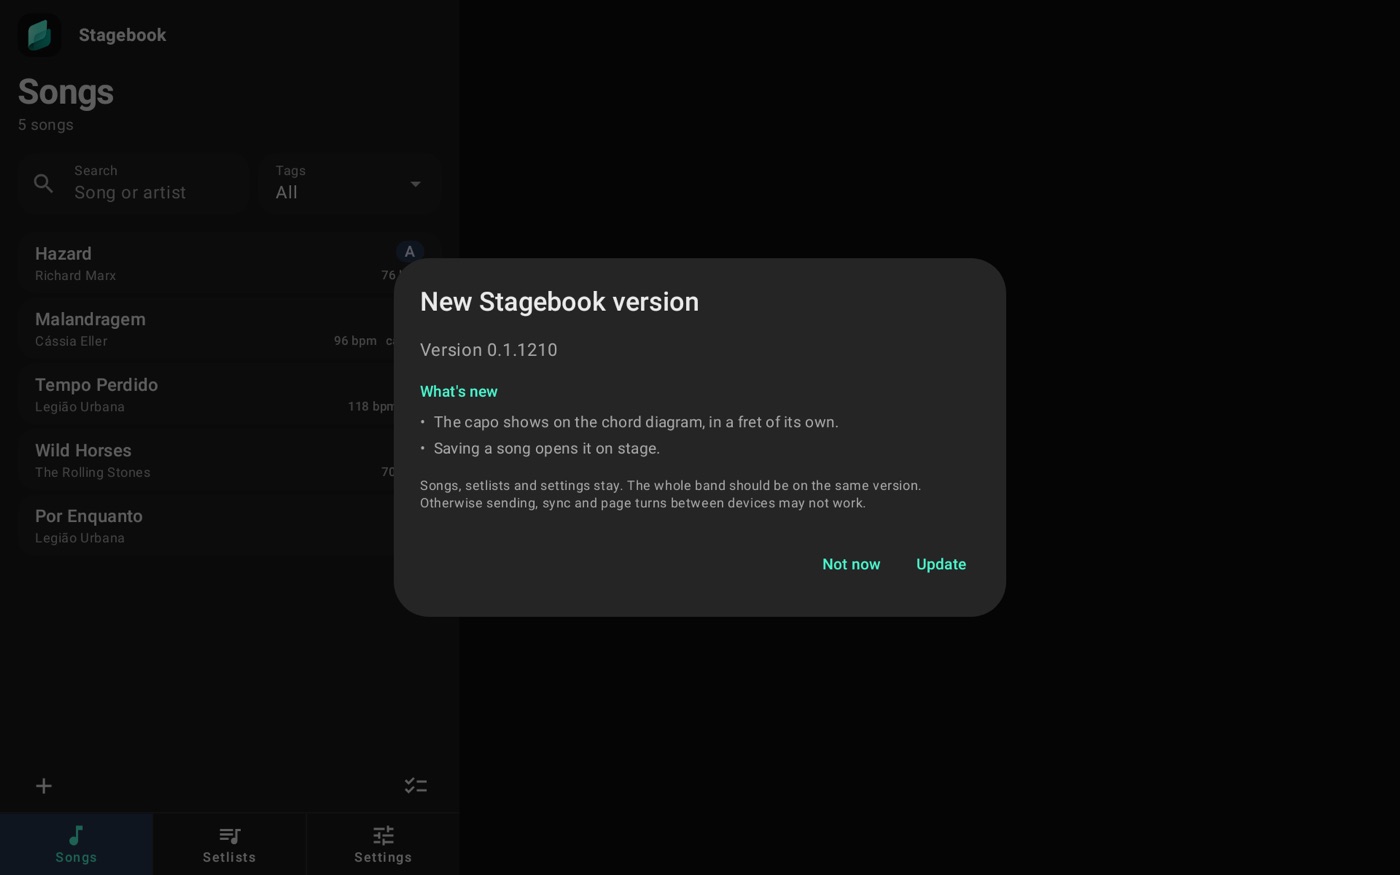 Stagebook
Songs
5 songs
Search
Song or artist
Tags
All
Hazard
A
Richard Marx
76
Malandragem
Cássia Eller
96 bpm
Tempo Perdido
Legião Urbana
118 bpm
Wild Horses
The Rolling Stones
70
Por Enquanto
Legião Urbana
New Stagebook version
Version 0.1.1210
What's new
• The capo shows on the chord diagram, in a fret of its own.
• Saving a song opens it on stage.
Songs, setlists and settings stay. The whole band should be on the same version.
Otherwise sending, sync and page turns between devices may not work.
Not now
Update
Songs
Setlists
Settings